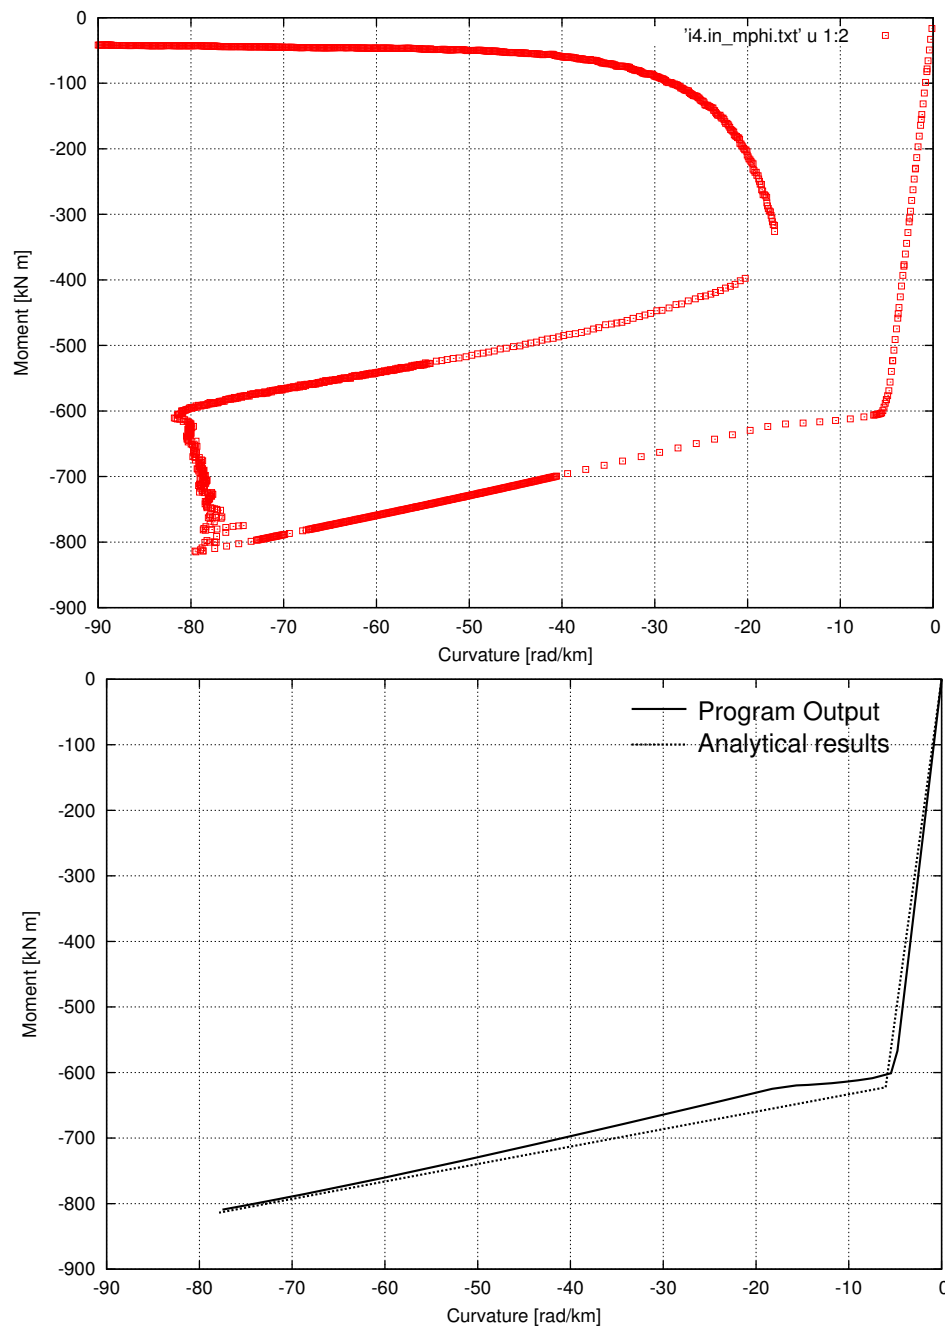 'i4.in_mphi.txt' u 1:2
0
-100
-200
-300
-400
-500
-600
-700
-800
-900
Moment [kN m]
-90 -80 -70 -60 -50 -40 -30 -20 -10 0
Curvature [rad/km]
Program Output
Analytical results
0
-100
-200
-300
-400
-500
-600
-700
-800
-900
Moment [kN m]
-90 -80 -70 -60 -50 -40 -30 -20 -10 0
Curvature [rad/km]